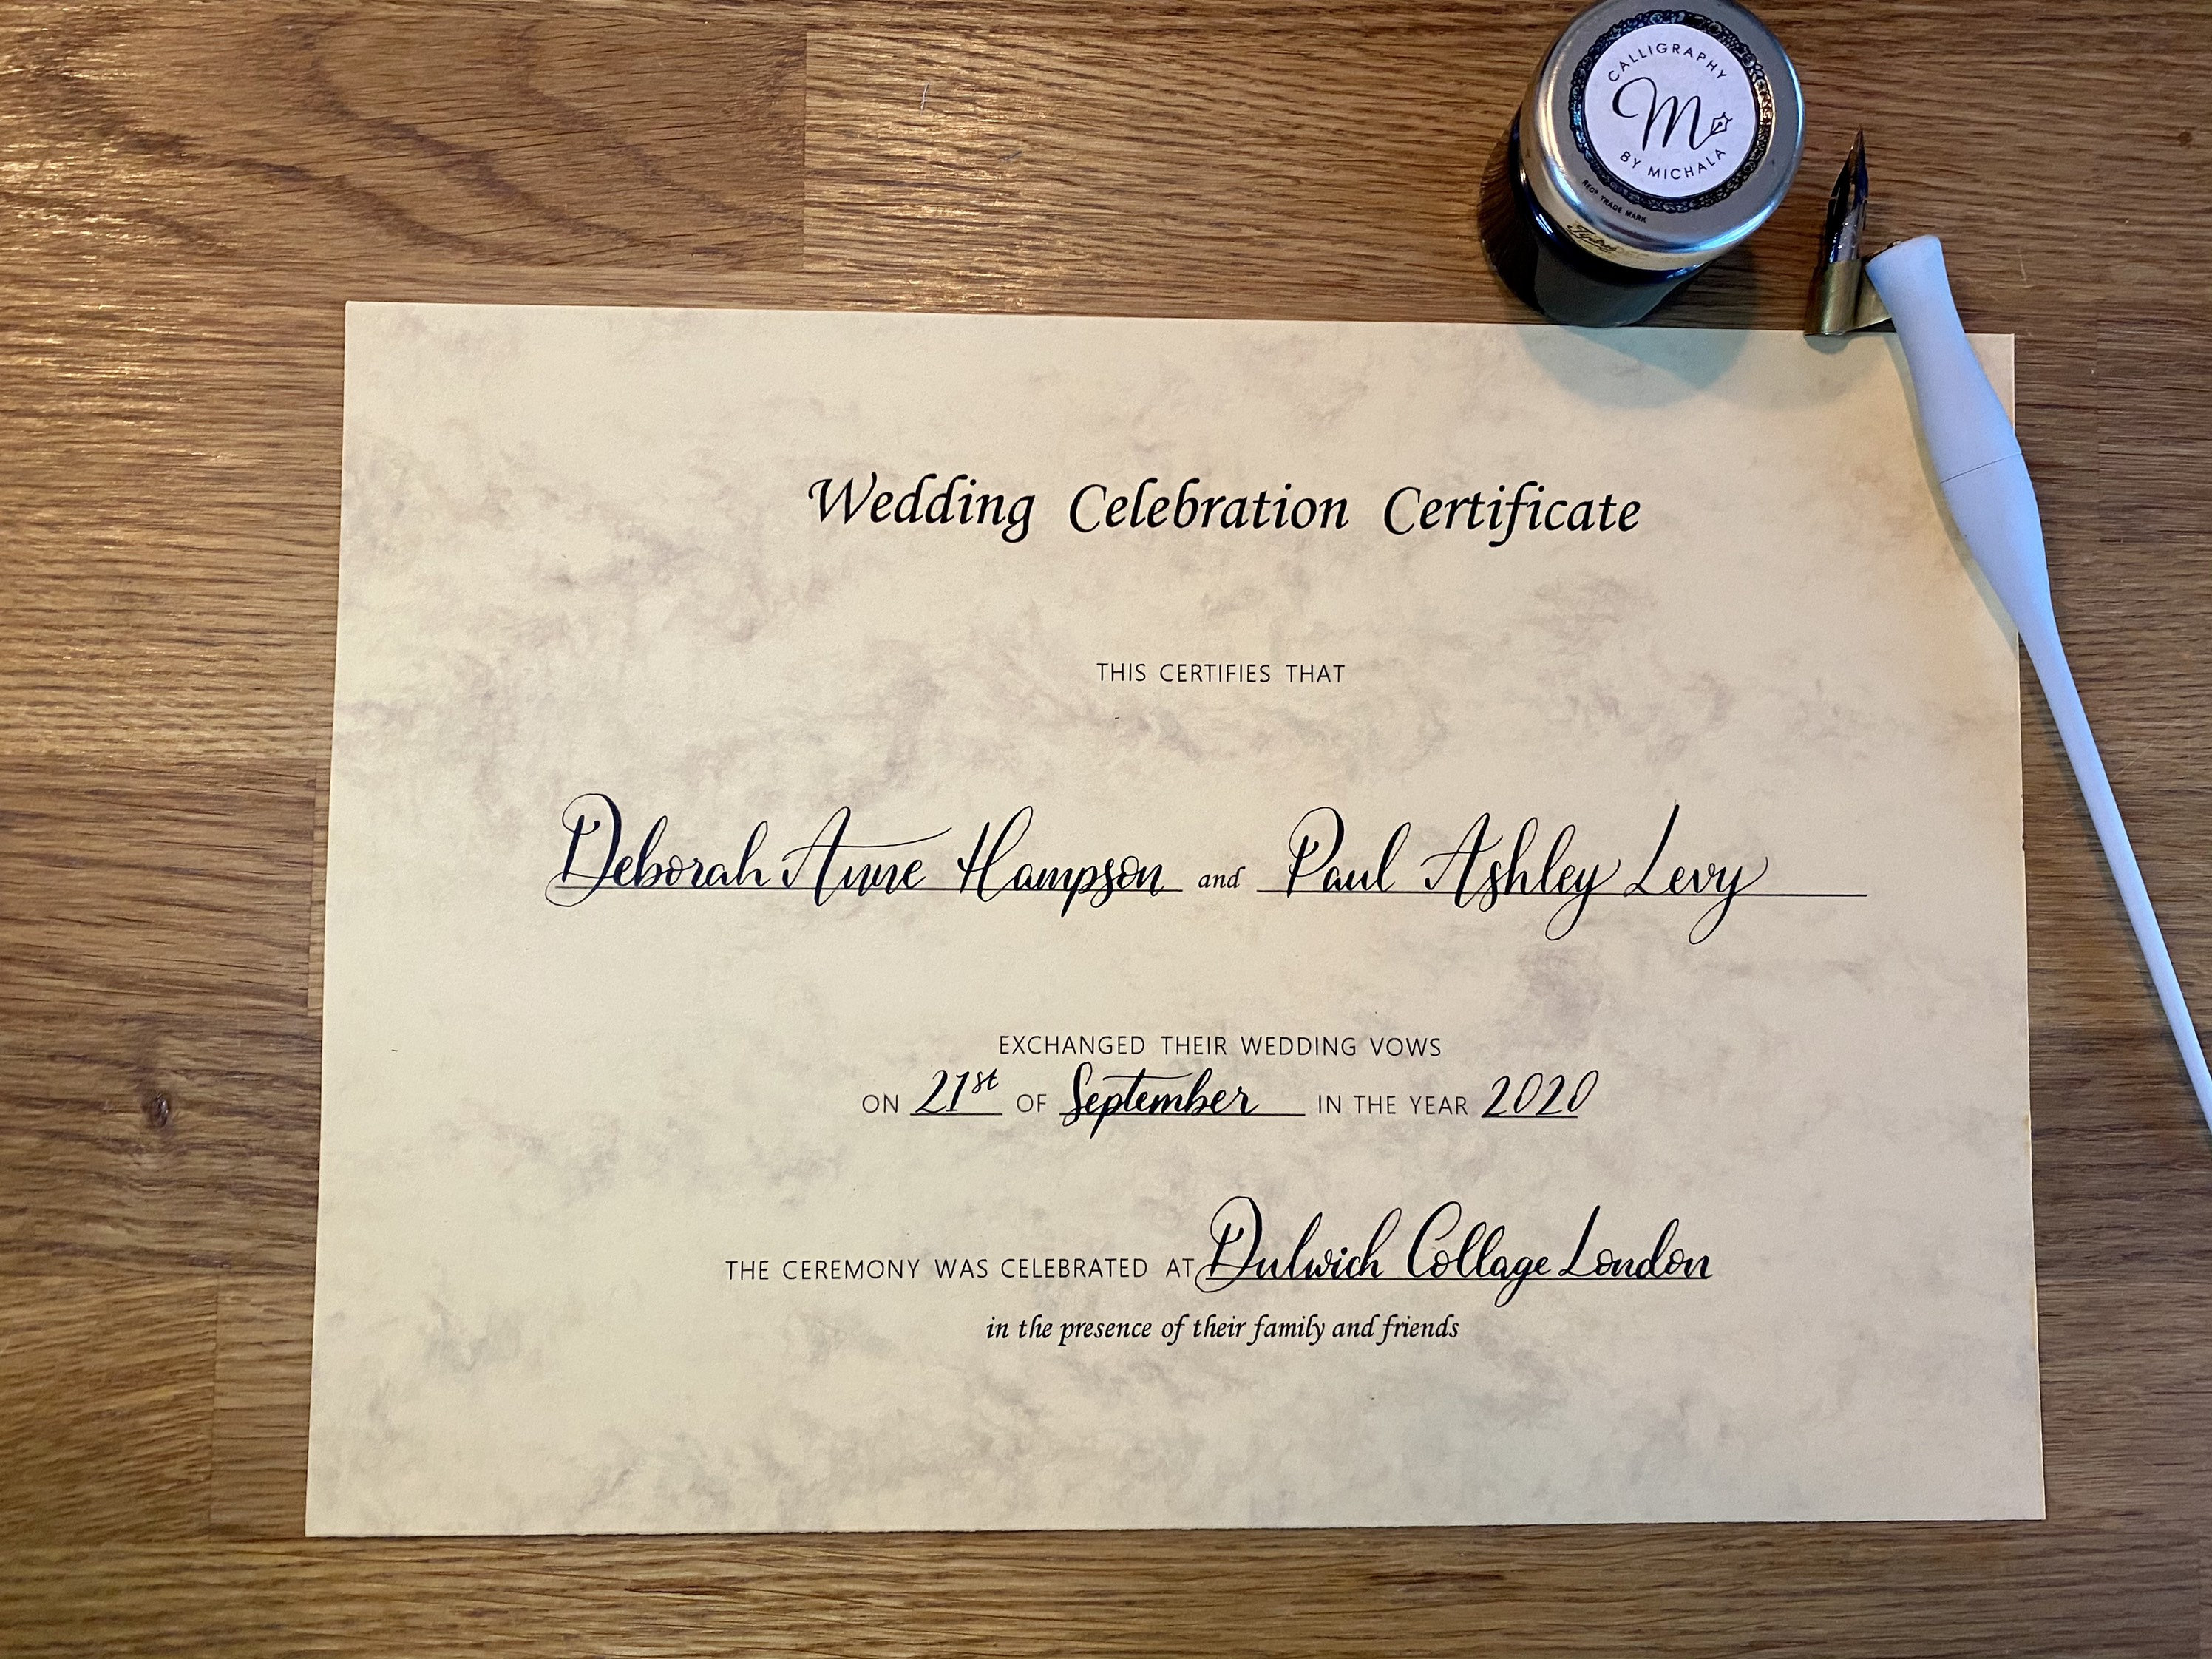 CALLIGRAPHY
M
BY MICHALA
REGD TRADE MARK
Wedding Celebration Certificate
THIS CERTIFIES THAT
Deborah Anne Hampson and Paul Ashley Levy
EXCHANGED THEIR WEDDING VOWS
ON 21st OF September IN THE YEAR 2020
THE CEREMONY WAS CELEBRATED AT Dulwich Collage London
in the presence of their family and friends